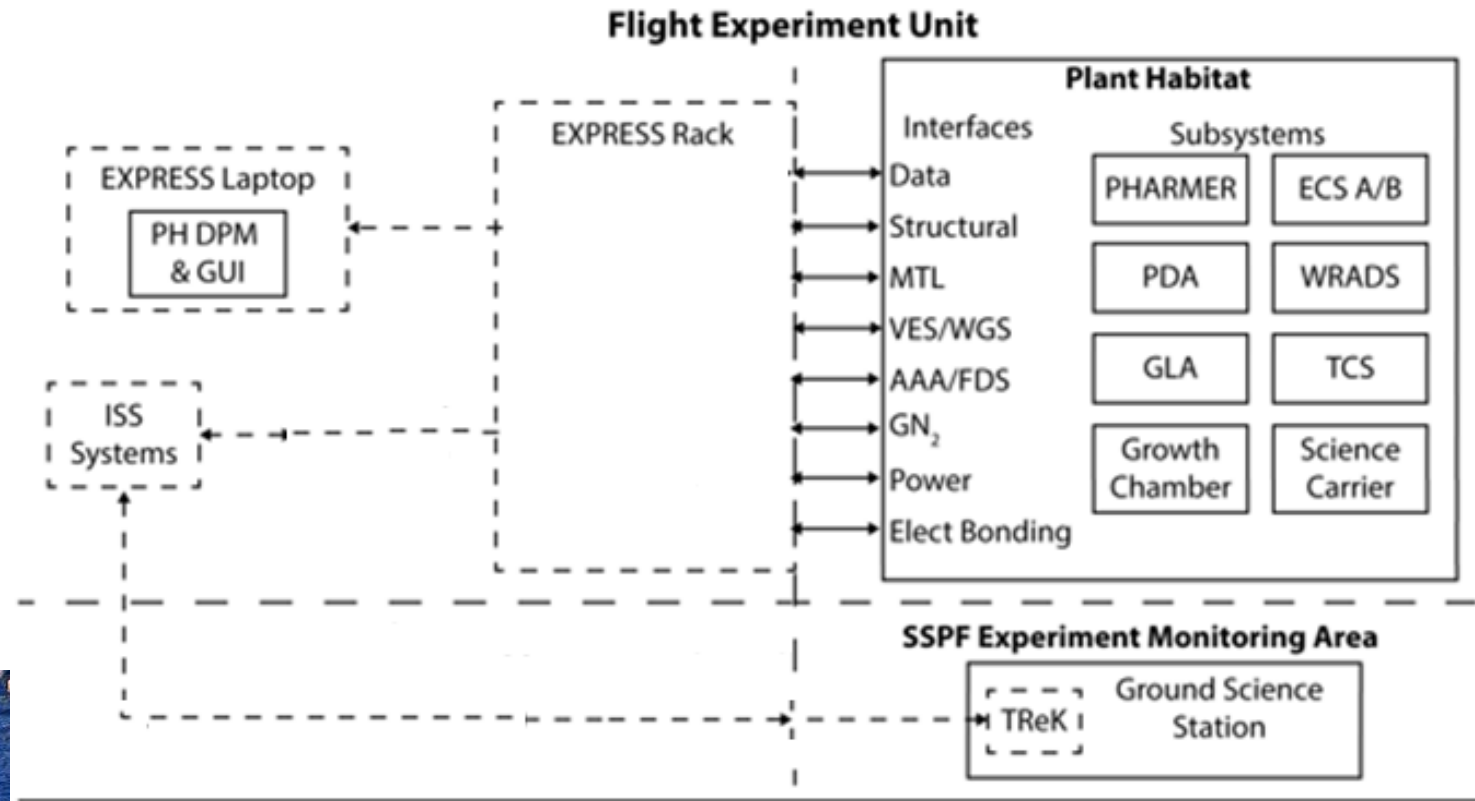 Flight Experiment Unit
EXPRESS Laptop
PH DPM
& GUI
ISS
Systems
EXPRESS Rack
Plant Habitat
Interfaces
Data
Structural
MTL
VES/WGS
AAA/FDS
GN₂
Power
Elect Bonding
Subsystems
PHARMER
ECS A/B
PDA
WRADS
GLA
TCS
Growth
Chamber
Science
Carrier
SSPF Experiment Monitoring Area
TReK
Ground Science
Station